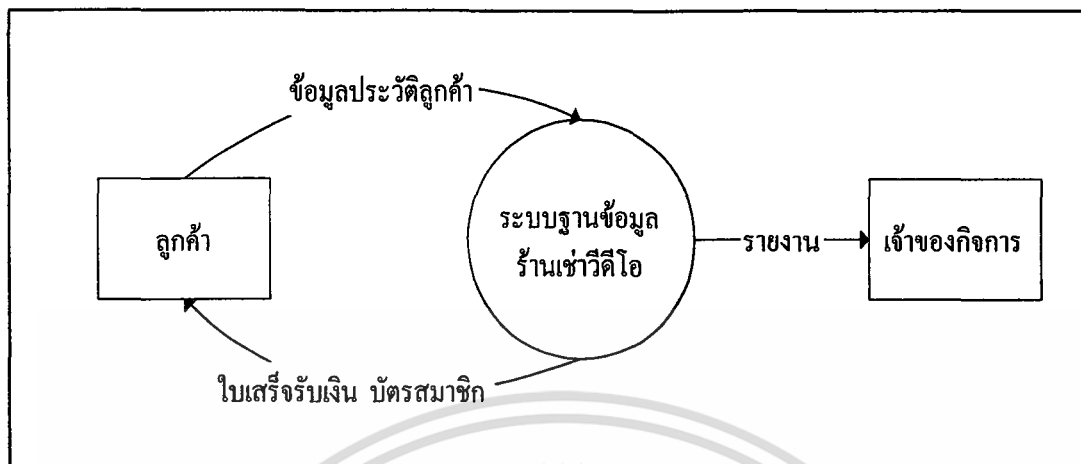 ข้อมูลประวัติลูกค้า
ลูกค้า
ระบบฐานข้อมูล
ร้านเช่าวีดีโอ
รายงาน
เจ้าของกิจการ
ใบเสร็จรับเงิน บัตรสมาชิก